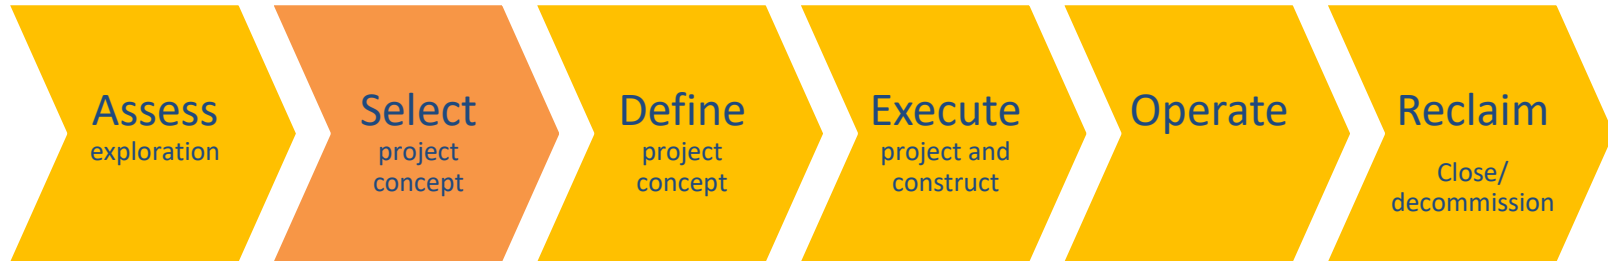 Assess
exploration
Select
project
concept
Define
project
concept
Execute
project and
construct
Operate
Reclaim
Close/
decommission